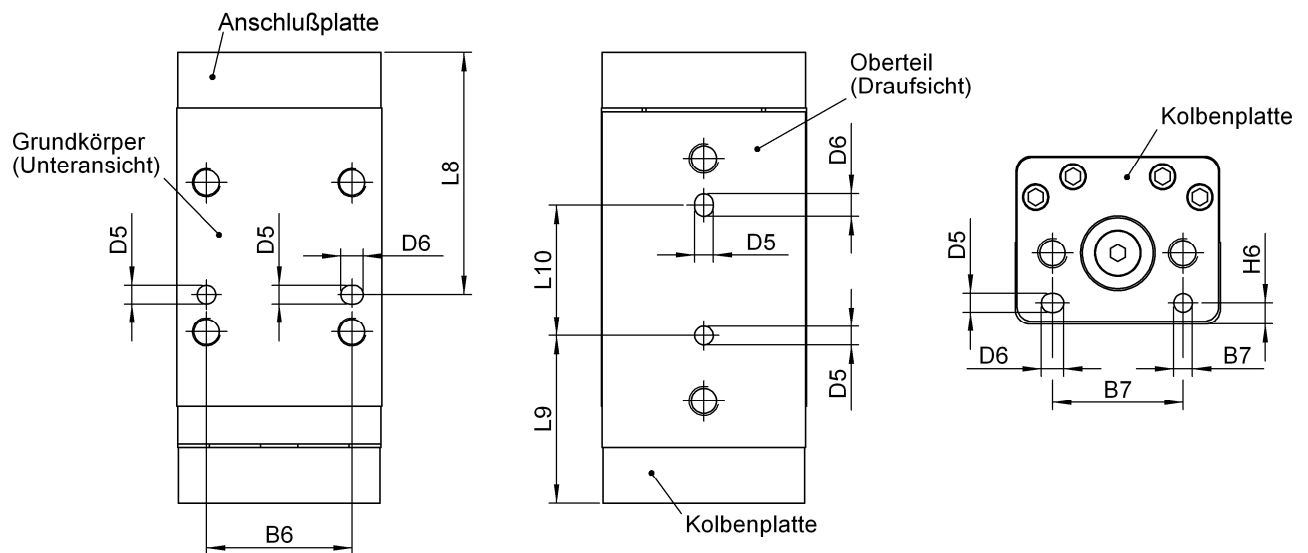 Anschlußplatte
Grundkörper
(Unteransicht)
L8
D5
D5
D6
B6
Oberteil
(Draufsicht)
D6
D5
L10
D5
L9
Kolbenplatte
Kolbenplatte
D5
H6
D6
B7
B7